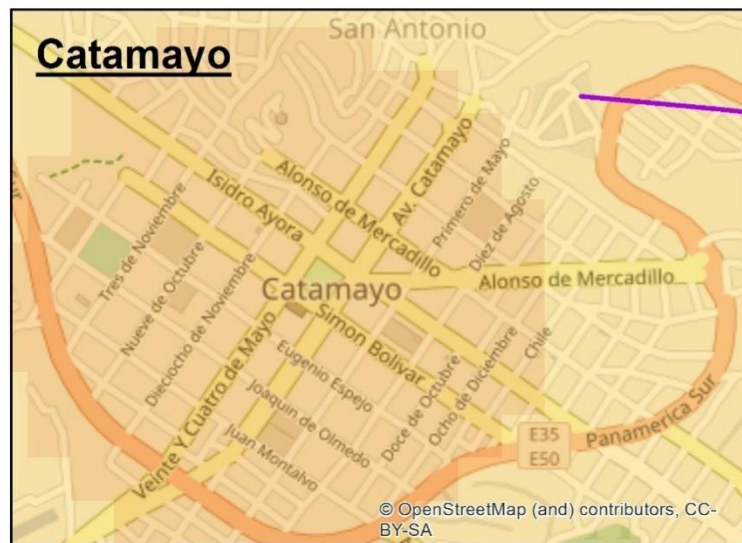 San Antonio
Catamayo
Sur
Isidro Ayora
Alonso de Mercadillo
Av. Catamayo
Primero de Mayo
Diez de Agosto
Tres de Noviembre
Nueve de Octubre
Dieciocho de Noviembre
Catamayo
Alonso de Mercadillo
Simon Bolivar
Veinte Y Cuatro de Mayo
Eugenio Espejo
Joaquin de Olmedo
Juan Montalvo
Doce de Octubre
Ocho de Diciembre
Chile
E35
E50
Panamerica Sur
© OpenStreetMap (and) contributors, CC-
BY-SA